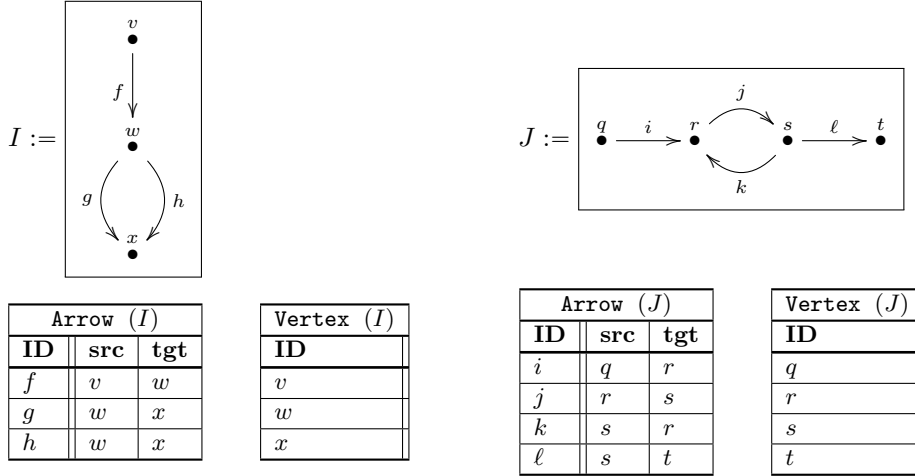 I :=
v
f
w
g h
x
J :=
q i r j s ℓ t
k
Arrow (I)
ID src tgt
f v w
g w x
h w x
Vertex (I)
ID
v
w
x
Arrow (J)
ID src tgt
i q r
j r s
k s r
ℓ s t
Vertex (J)
ID
q
r
s
t